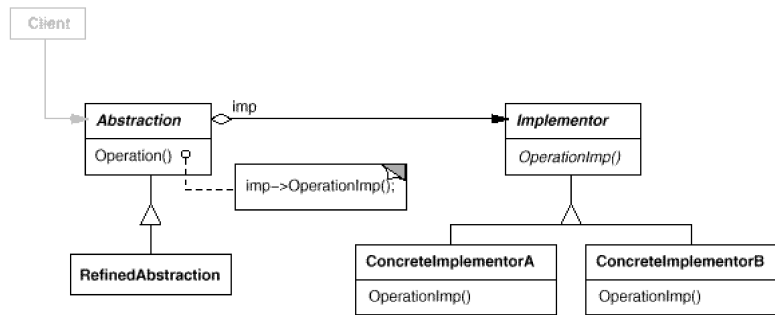 Client
imp
Abstraction
Implementor
Operation()
OperationImp()
imp->OperationImp();
RefinedAbstraction
ConcreteImplementorA
ConcreteImplementorB
OperationImp()
OperationImp()